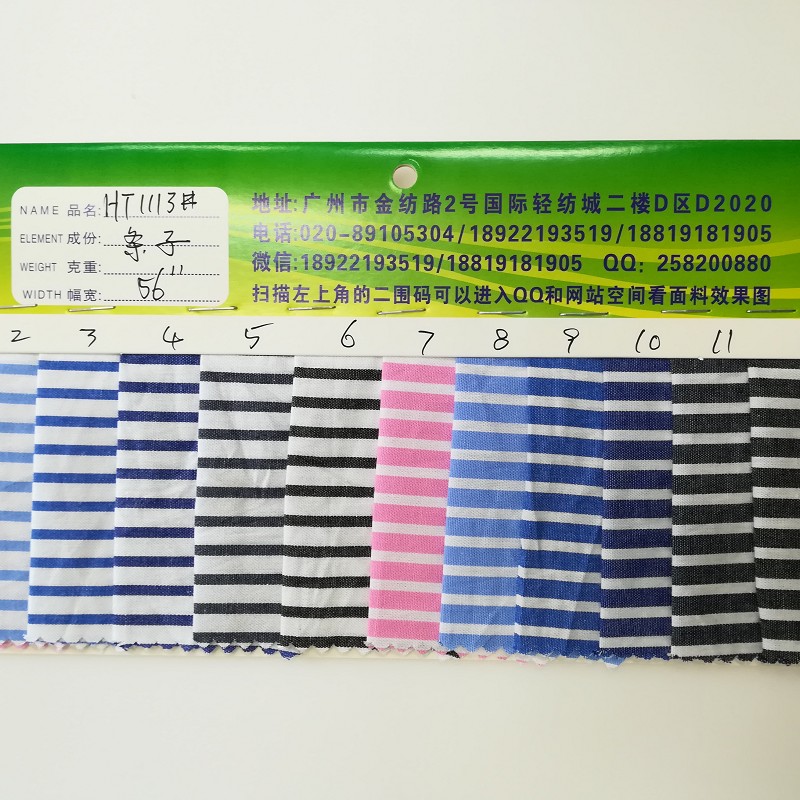 NAME 品名: HT1113#
ELEMENT 成份: 条子
WEIGHT 克重:
WIDTH 幅宽: 56"
地址:广州市金纺路2号国际轻纺城二楼D区D2020
电话:020-89105304/18922193519/18819181905
微信:18922193519/18819181905 QQ: 258200880
扫描左上角的二围码可以进入QQ和网站空间看面料效果图
2 3 4 5 6 7 8 9 10 11